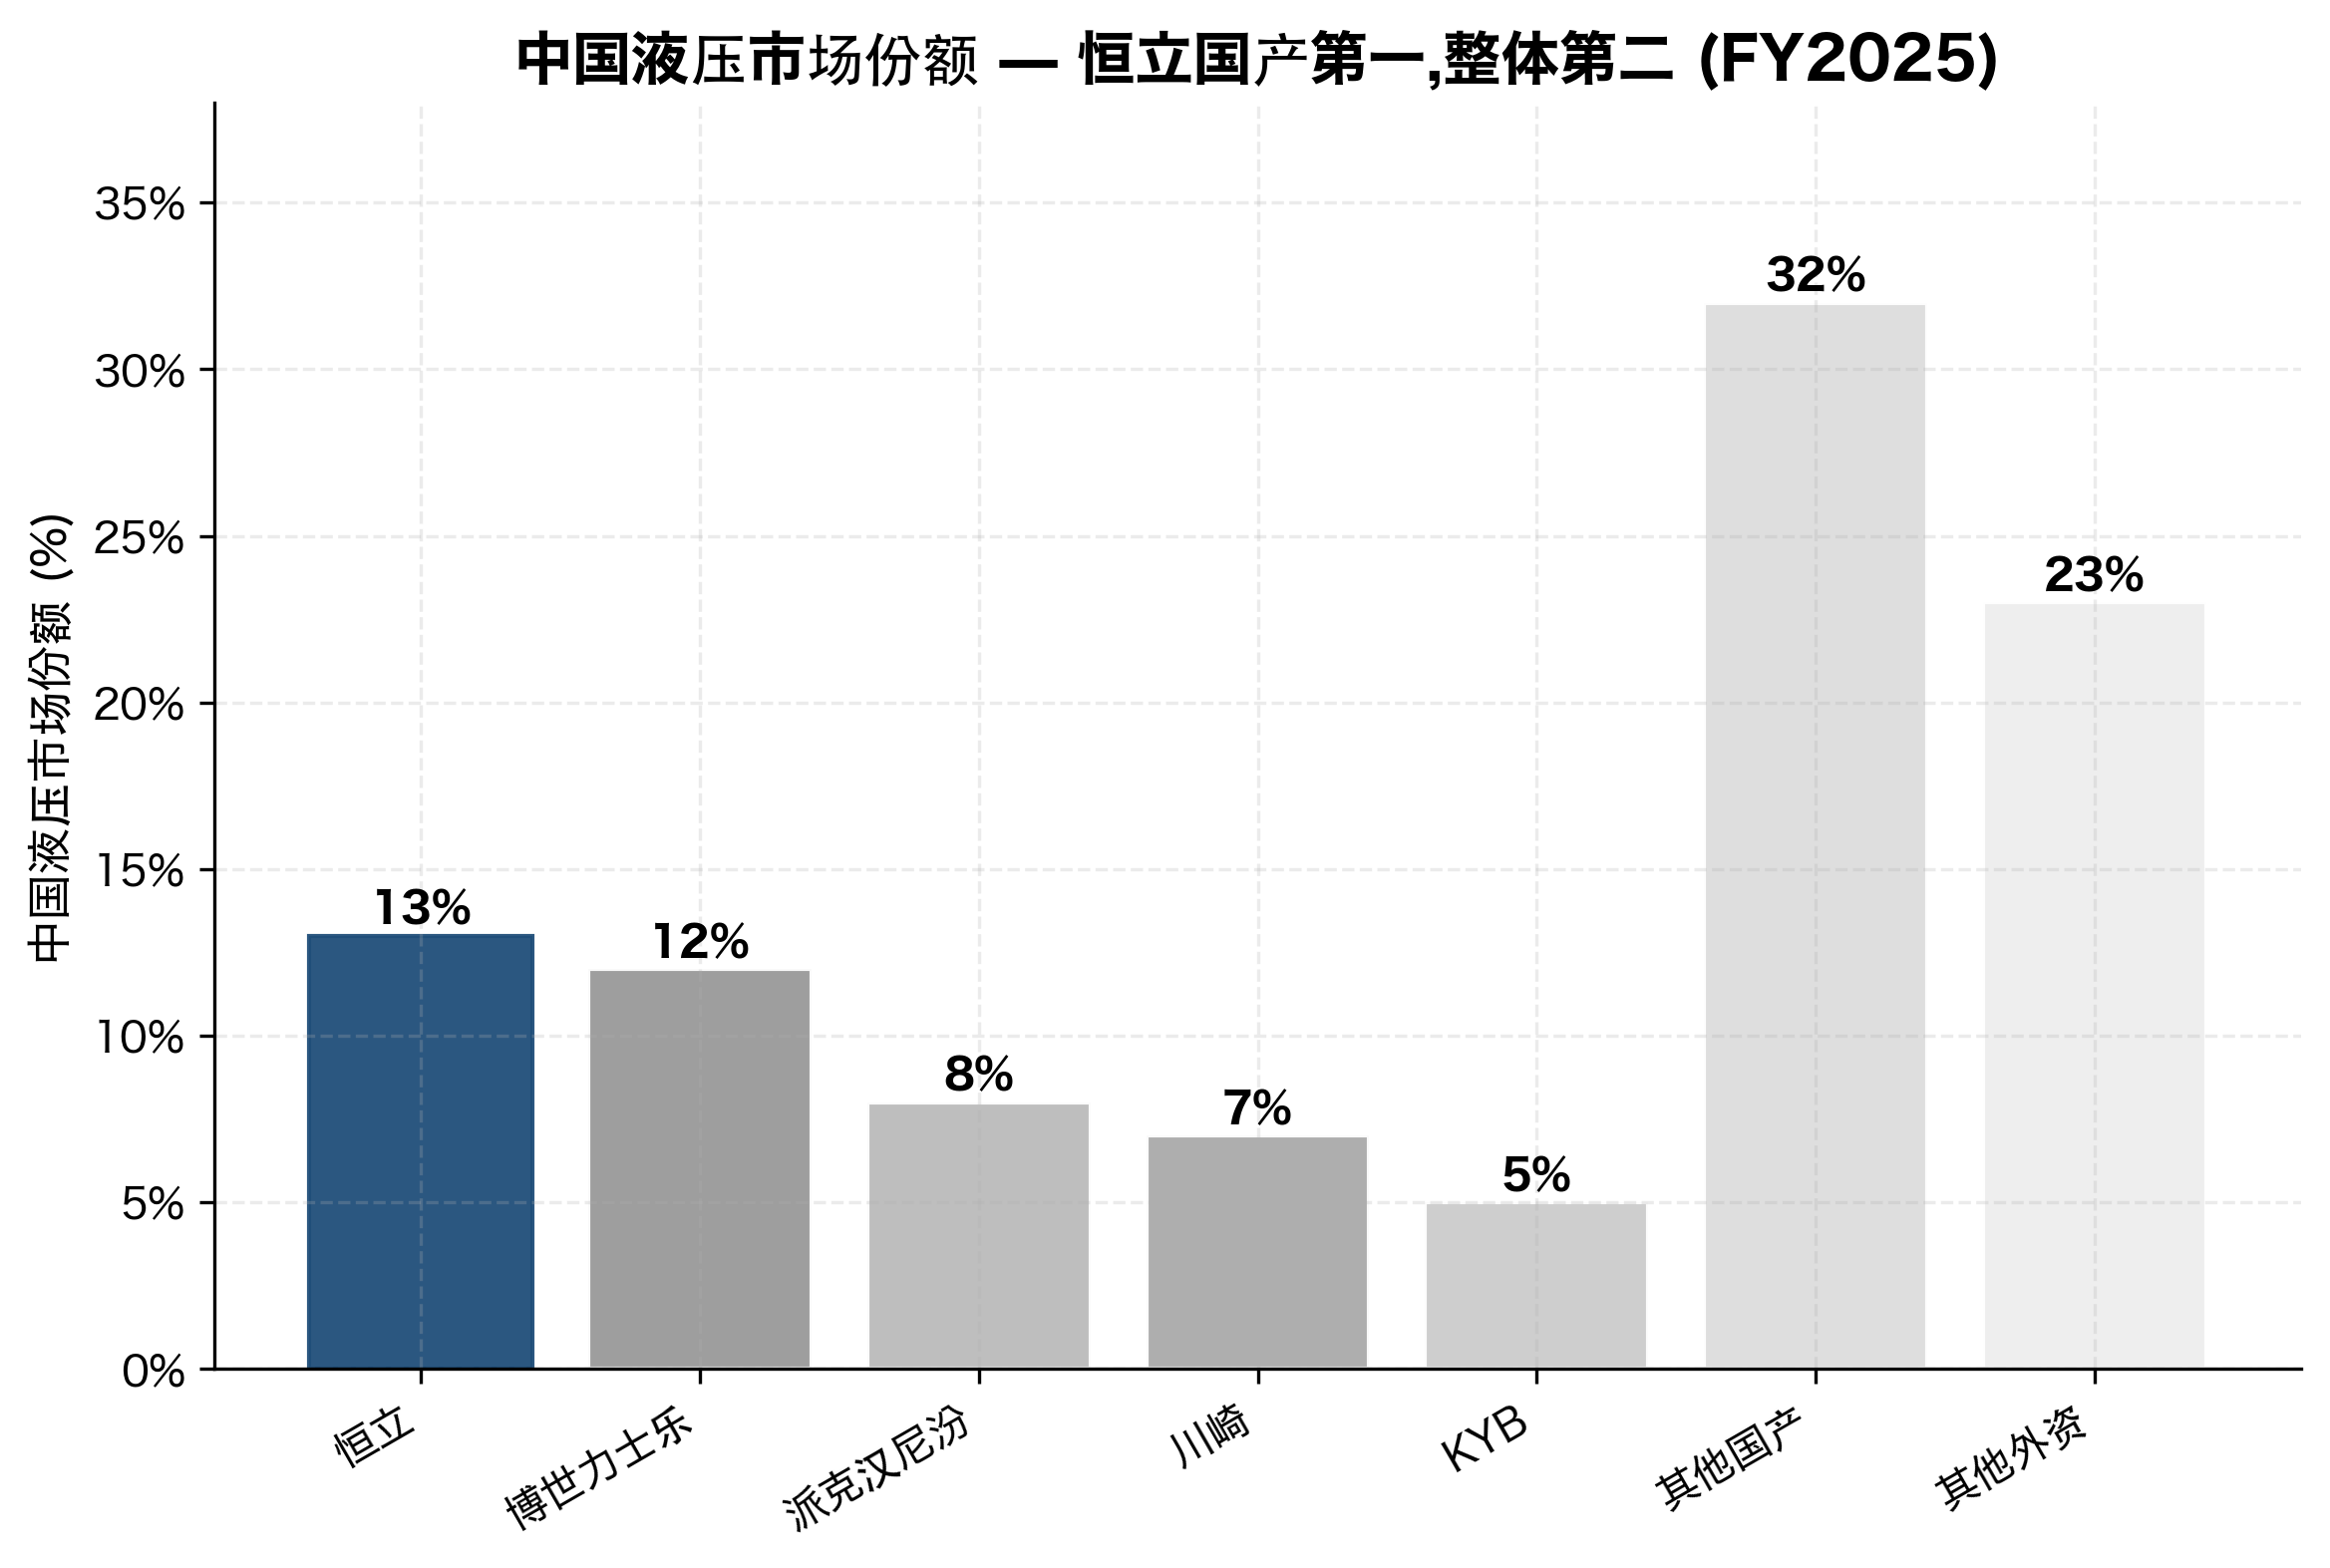 中国液压市场份额 — 恒立国产第一,整体第二 (FY2025)
中国液压市场份额 (%)
35%
30%
25%
20%
15%
10%
5%
0%
13%
12%
8%
7%
5%
32%
23%
恒立
博世力士乐
派克汉尼汾
川崎
KYB
其他国产
其他外资